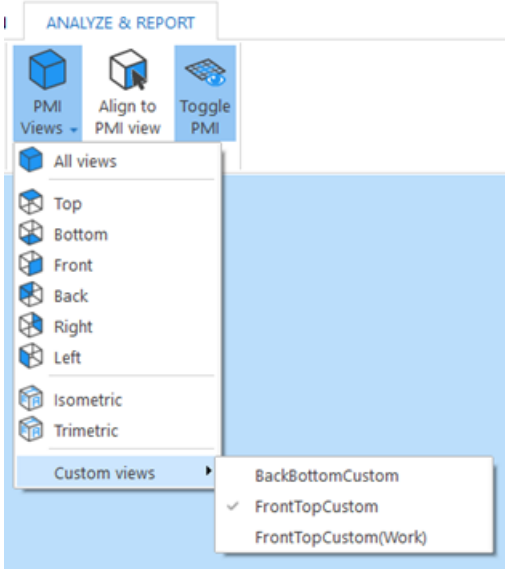 ANALYZE & REPORT
PMI
Views
Align to
PMI view
Toggle
PMI
All views
Top
Bottom
Front
Back
Right
Left
Isometric
Trimetric
Custom views
BackBottomCustom
FrontTopCustom
FrontTopCustom(Work)